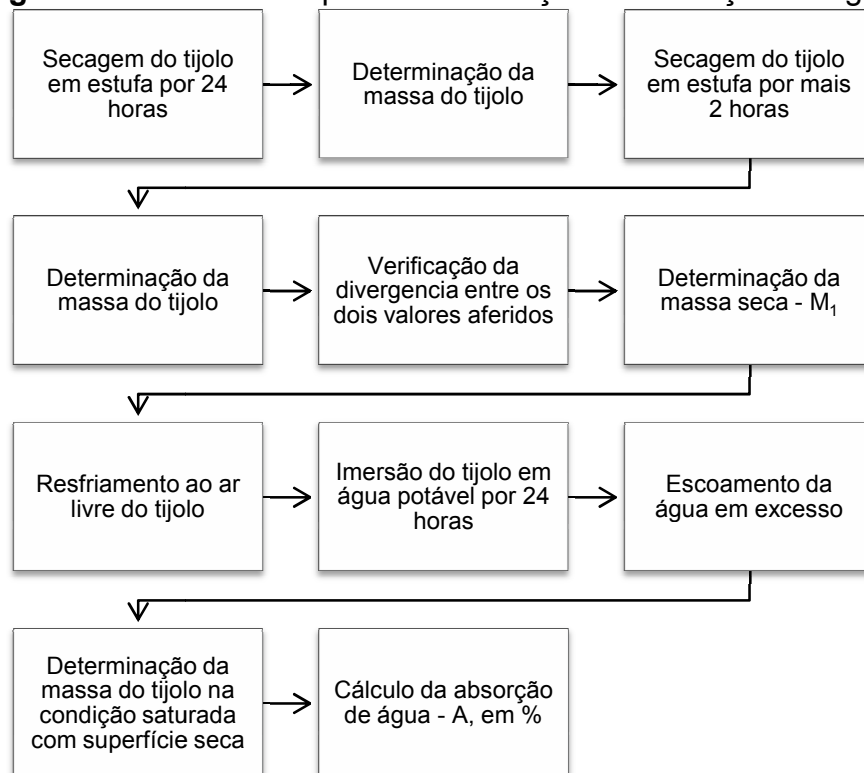 Secagem do tijolo
em estufa por 24
horas
Determinação da
massa do tijolo
Secagem do tijolo
em estufa por mais
2 horas
Determinação da
massa do tijolo
Verificação da
divergencia entre os
dois valores aferidos
Determinação da
massa seca - M₁
Resfriamento ao ar
livre do tijolo
Imersão do tijolo em
água potável por 24
horas
Escoamento da
água em excesso
Determinação da
massa do tijolo na
condição saturada
com superfície seca
Cálculo da absorção
de água - A, em %